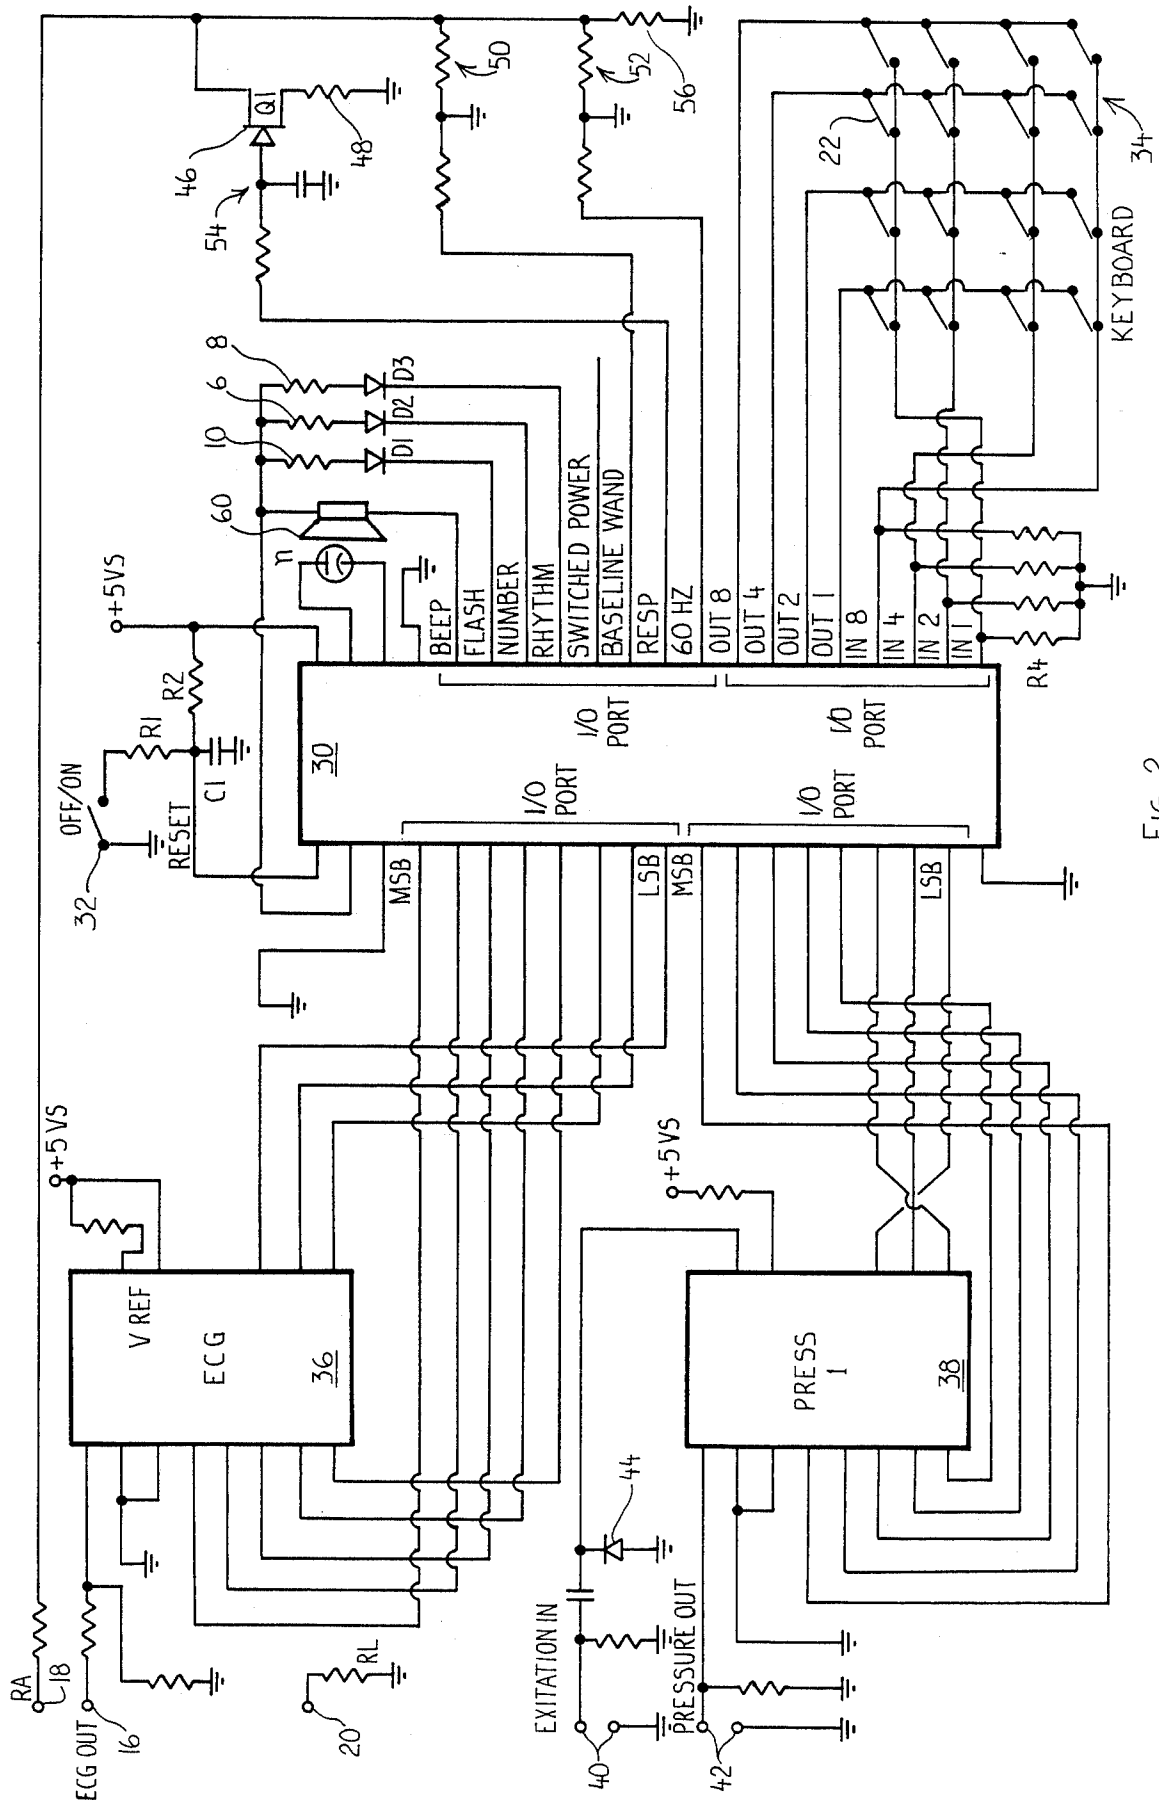 RA
18
ECG OUT
16
20
RL
+5VS
V REF
ECG
36
EXITATION IN
40
44
PRESSURE OUT
42
+5VS
PRESS
1
38
OFF/ON
32
RESET
R1
C1
R2
+5VS
30
MSB
I/O
PORT
LSB
MSB
I/O
PORT
LSB
I/O
PORT
I/O
PORT
n
60
10
6
8
D1
D2
D3
BEEP
FLASH
NUMBER
RHYTHM
SWITCHED POWER
BASELINE WAND
RESP
60 HZ
OUT 8
OUT 4
OUT 2
OUT 1
IN 8
IN 4
IN 2
IN 1
R4
54
46
Q1
48
50
52
56
22
34
KEYBOARD
FIG. 2